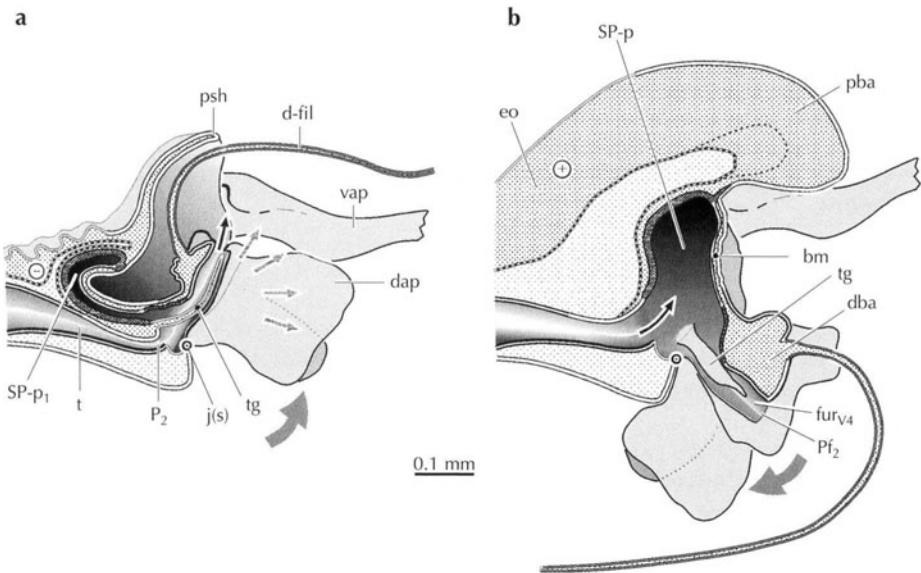 a
psh
d-fil
vap
dap
SP-p1
t
P2
j(s)
tg
0.1 mm
b
SP-p
pba
eo
bm
tg
dba
furV4
Pf2